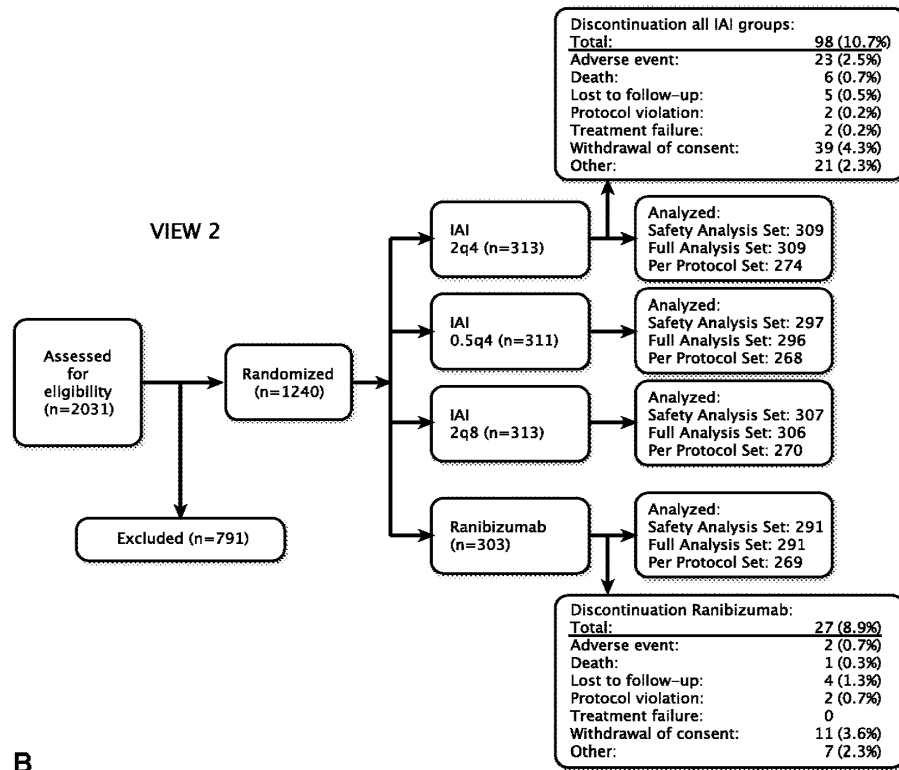 Discontinuation all IAI groups:
Total: 98 (10.7%)
Adverse event: 23 (2.5%)
Death: 6 (0.7%)
Lost to follow-up: 5 (0.5%)
Protocol violation: 2 (0.2%)
Treatment failure: 2 (0.2%)
Withdrawal of consent: 39 (4.3%)
Other: 21 (2.3%)
VIEW 2
IAI
2q4 (n=313)
Analyzed:
Safety Analysis Set: 309
Full Analysis Set: 309
Per Protocol Set: 274
IAI
0.5q4 (n=311)
Analyzed:
Safety Analysis Set: 297
Full Analysis Set: 296
Per Protocol Set: 268
Assessed
for
eligibility
(n=2031)
Randomized
(n=1240)
IAI
2q8 (n=313)
Analyzed:
Safety Analysis Set: 307
Full Analysis Set: 306
Per Protocol Set: 270
Excluded (n=791)
Ranibizumab
(n=303)
Analyzed:
Safety Analysis Set: 291
Full Analysis Set: 291
Per Protocol Set: 269
Discontinuation Ranibizumab:
Total: 27 (8.9%)
Adverse event: 2 (0.7%)
Death: 1 (0.3%)
Lost to follow-up: 4 (1.3%)
Protocol violation: 2 (0.7%)
Treatment failure: 0
Withdrawal of consent: 11 (3.6%)
Other: 7 (2.3%)
B